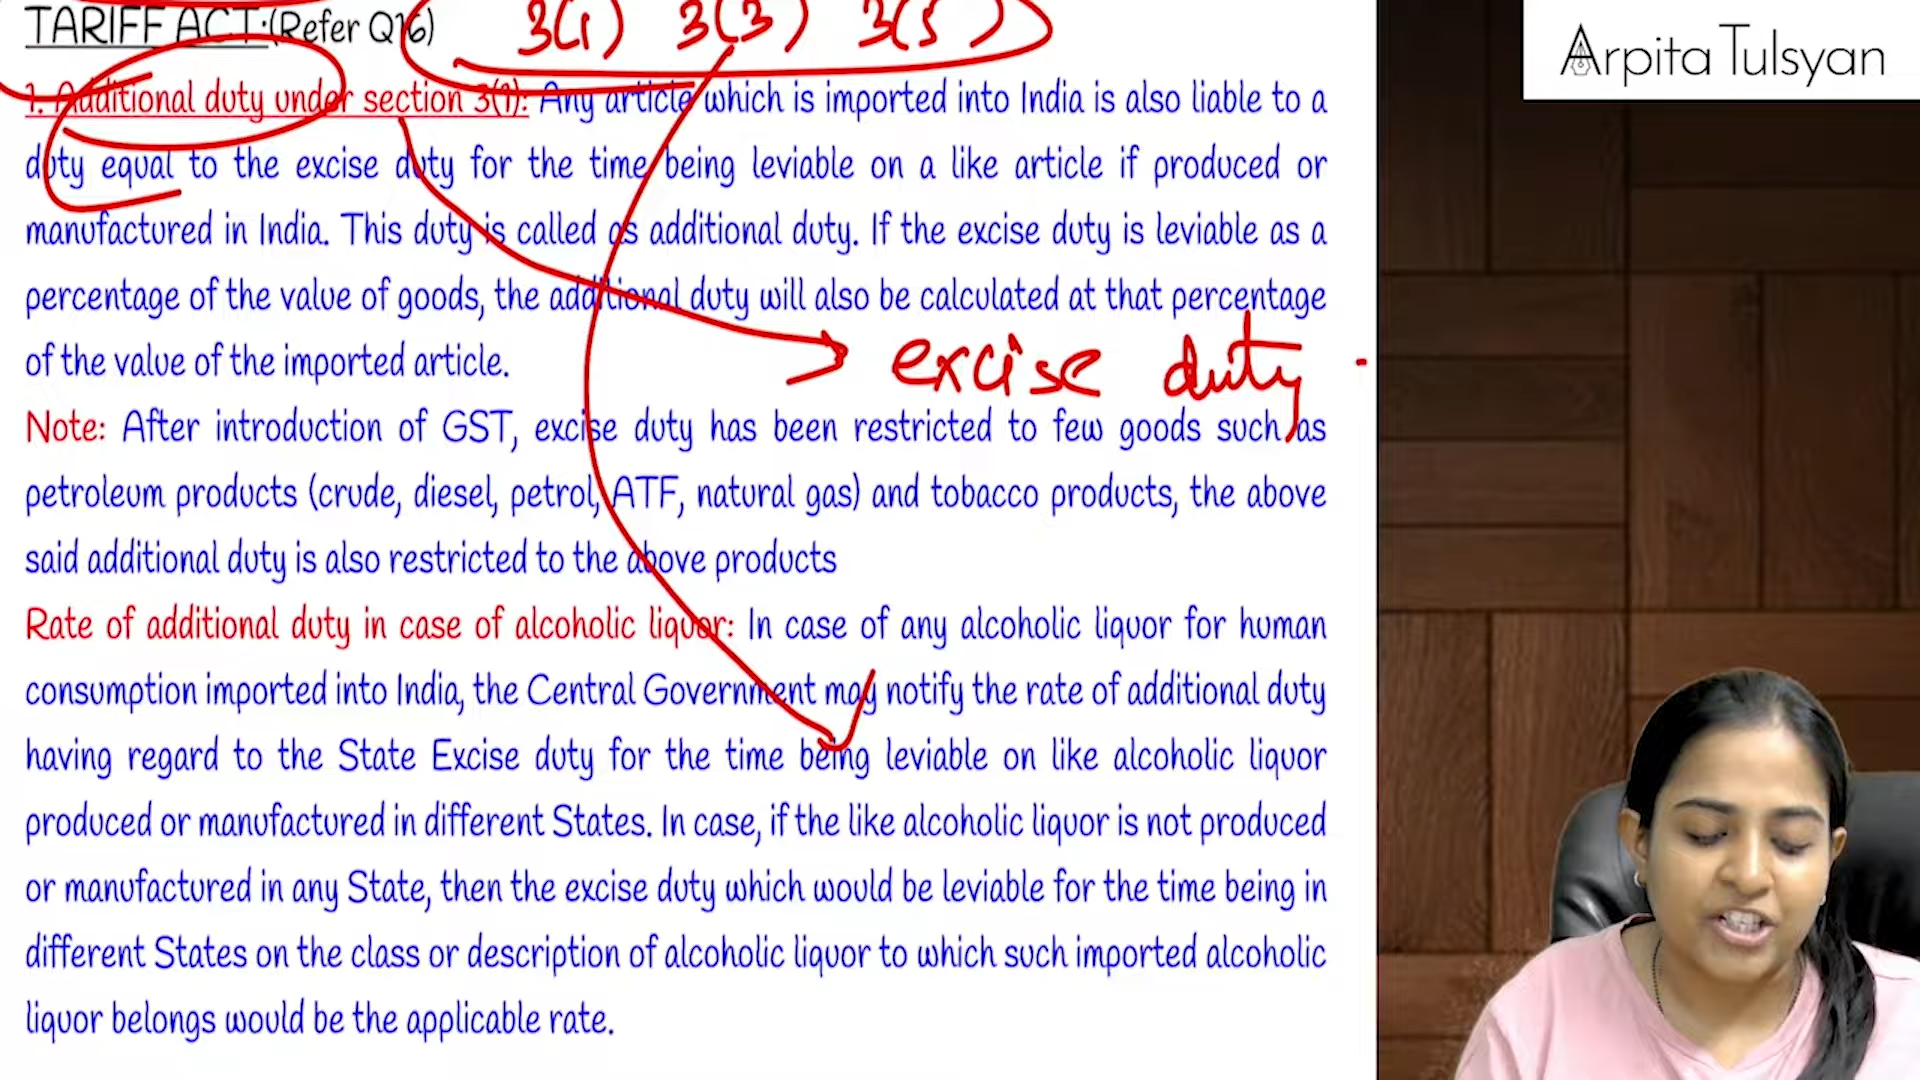 TARIFF ACT:(Refer Q16)
3(1) 3(3) 3(5)
Arpita Tulsyan
1. Additional duty under section 3(1): Any article which is imported into India is also liable to a
duty equal to the excise duty for the time being leviable on a like article if produced or
manufactured in India. This duty is called as additional duty. If the excise duty is leviable as a
percentage of the value of goods, the additional duty will also be calculated at that percentage
of the value of the imported article.
excise duty
Note: After introduction of GST, excise duty has been restricted to few goods such as
petroleum products (crude, diesel, petrol, ATF, natural gas) and tobacco products, the above
said additional duty is also restricted to the above products
Rate of additional duty in case of alcoholic liquor: In case of any alcoholic liquor for human
consumption imported into India, the Central Government may notify the rate of additional duty
having regard to the State Excise duty for the time being leviable on like alcoholic liquor
produced or manufactured in different States. In case, if the like alcoholic liquor is not produced
or manufactured in any State, then the excise duty which would be leviable for the time being in
different States on the class or description of alcoholic liquor to which such imported alcoholic
liquor belongs would be the applicable rate.